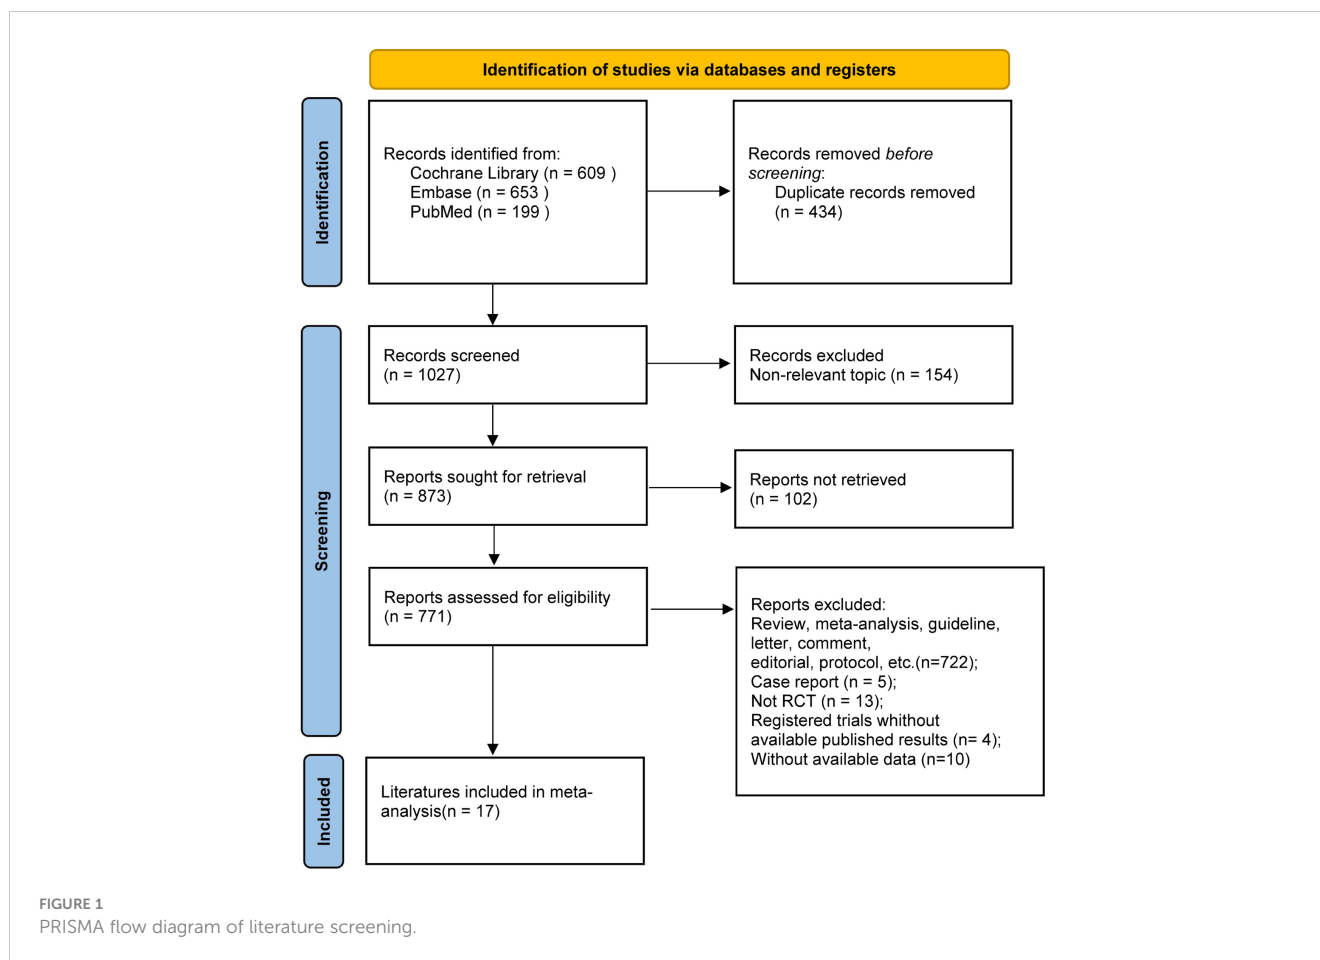 Identification of studies via databases and registers
Identification
Records identified from:
Cochrane Library (n = 609 )
Embase (n = 653 )
PubMed (n = 199 )
Records removed before
screening:
Duplicate records removed
(n = 434)
Screening
Records screened
(n = 1027)
Records excluded
Non-relevant topic (n = 154)
Reports sought for retrieval
(n = 873)
Reports not retrieved
(n = 102)
Reports assessed for eligibility
(n = 771)
Reports excluded:
Review, meta-analysis, guideline,
letter, comment,
editorial, protocol, etc.(n=722);
Case report (n = 5);
Not RCT (n = 13);
Registered trials whithout
available published results (n= 4);
Without available data (n=10)
Included
Literatures included in meta-
analysis(n = 17)
FIGURE 1
PRISMA flow diagram of literature screening.